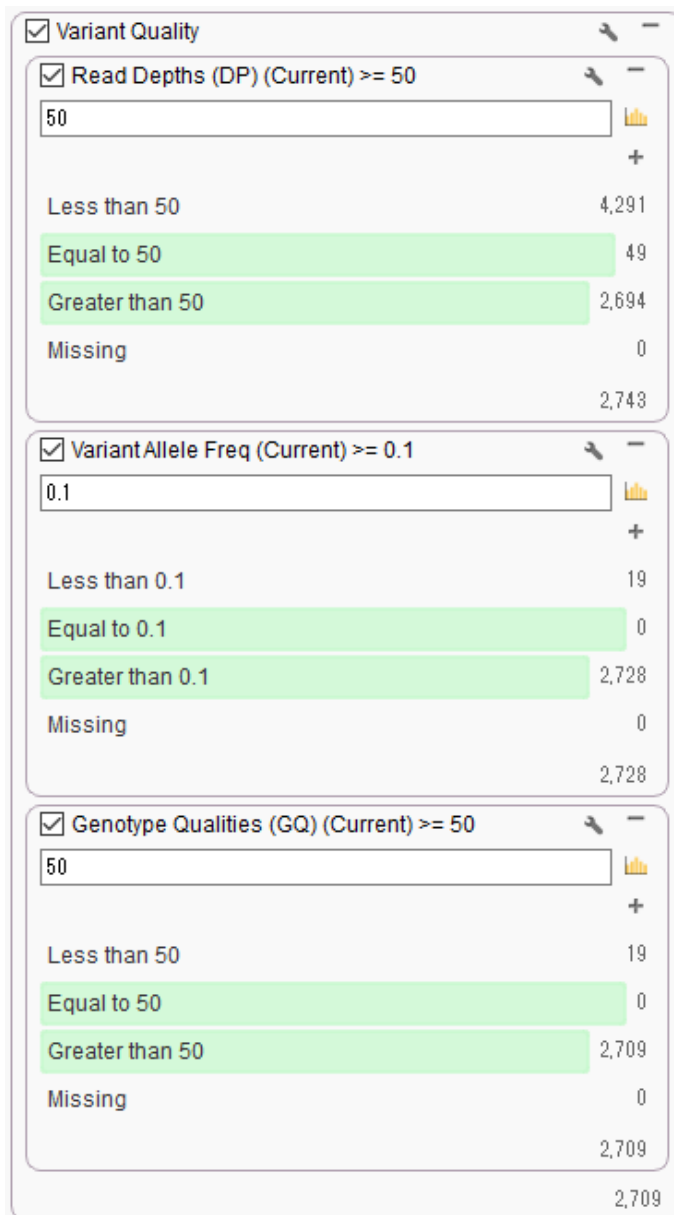 Variant Quality
Read Depths (DP) (Current) >= 50
50
Less than 50 4,291
Equal to 50 49
Greater than 50 2,694
Missing 0
2,743
Variant Allele Freq (Current) >= 0.1
0.1
Less than 0.1 19
Equal to 0.1 0
Greater than 0.1 2,728
Missing 0
2,728
Genotype Qualities (GQ) (Current) >= 50
50
Less than 50 19
Equal to 50 0
Greater than 50 2,709
Missing 0
2,709
2,709